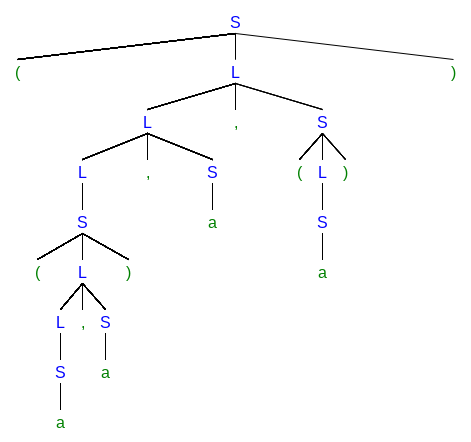 S
( L )
L , S
L , S ( L )
S a S
( L ) a
L , S
S a
a